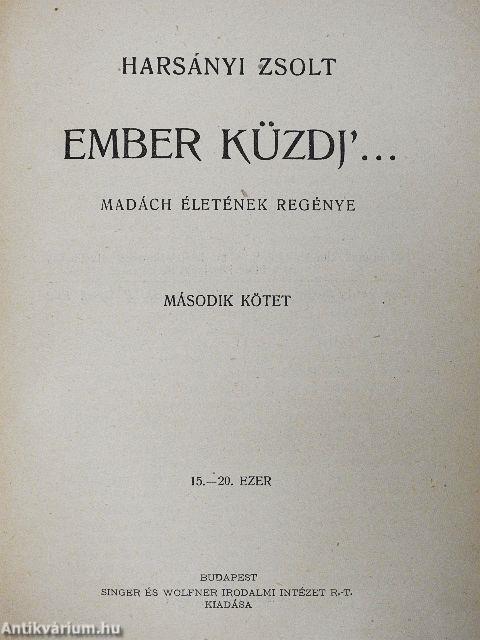 HARSÁNYI ZSOLT
EMBER KÜZDJ'...
MADÁCH ÉLETÉNEK REGÉNYE
MÁSODIK KÖTET
15.—20. EZER
BUDAPEST
SINGER ÉS WOLFNER IRODALMI INTÉZET R.-T.
KIADÁSA
Antikvárium.hu